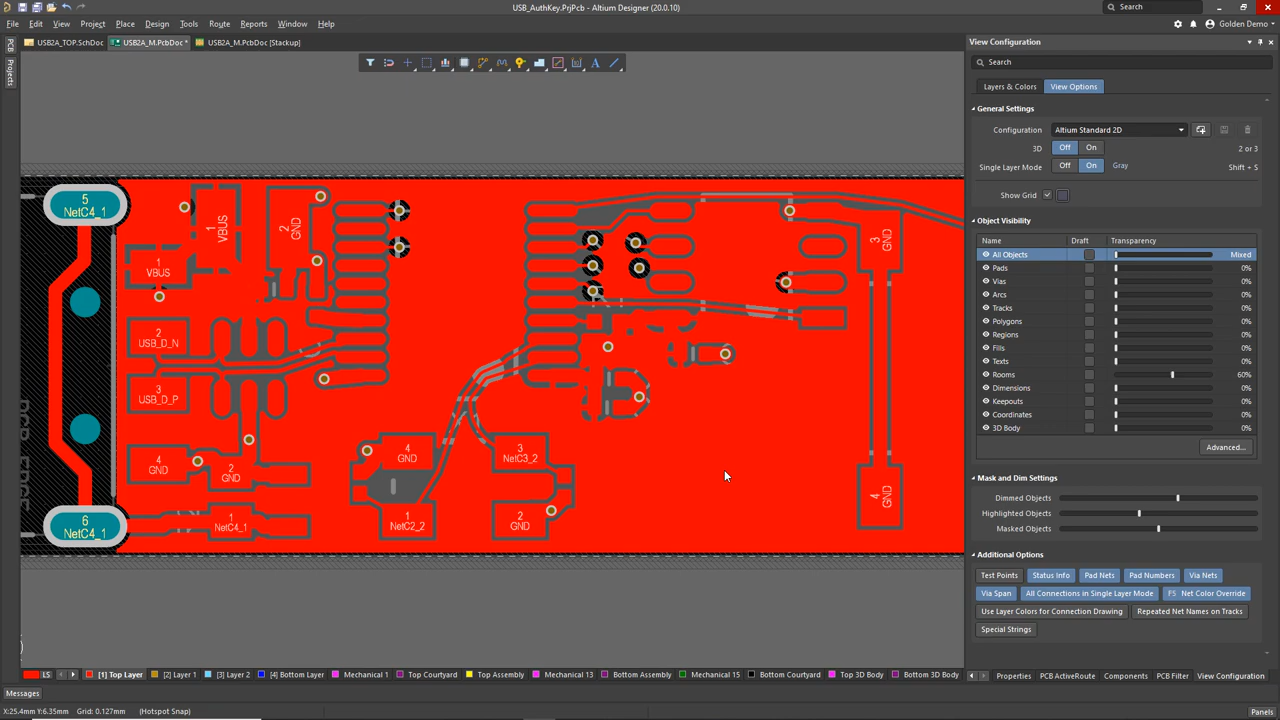 USB_AuthKey.PrjPcb - Altium Designer (20.0.10)
Search
File Edit View Project Place Design Tools Route Reports Window Help
Golden Demo
USB2A_TOP.SchDoc
USB2A_M.PcbDoc *
USB2A_M.PcbDoc [Stackup]
PCB
Projects
View Configuration
Search
Layers & Colors
View Options
General Settings
Configuration Altium Standard 2D
3D Off On 2 or 3
Single Layer Mode Off On Gray Shift + S
Show Grid
Object Visibility
Name Draft Transparency
All Objects Mixed
Pads 0%
Vias 0%
Arcs 0%
Tracks 0%
Polygons 0%
Regions 0%
Fills 0%
Texts 0%
Rooms 60%
Dimensions 0%
Keepouts 0%
Coordinates 0%
3D Body 0%
Advanced...
Mask and Dim Settings
Dimmed Objects
Highlighted Objects
Masked Objects
Additional Options
Test Points Status Info Pad Nets Pad Numbers Via Nets
Via Span All Connections in Single Layer Mode F5 Net Color Override
Use Layer Colors for Connection Drawing Repeated Net Names on Tracks
Special Strings
5
NetC4_1
1
VBUS
2
GND
1
VBUS
3
GND
2
USB_D_N
3
USB_D_P
4
GND
2
GND
4
GND
3
NetC3_2
6
NetC4_1
1
NetC4_1
1
NetC2_2
2
GND
4
GND
LS [1] Top Layer [2] Layer 1 [3] Layer 2 [4] Bottom Layer Mechanical 1 Top Courtyard Top Assembly Mechanical 13 Bottom Assembly Mechanical 15 Bottom Courtyard Top 3D Body Bottom 3D Body
Properties PCB ActiveRoute Components PCB Filter View Configuration
Messages
X:25.4mm Y:6.35mm Grid: 0.127mm (Hotspot Snap)
Panels